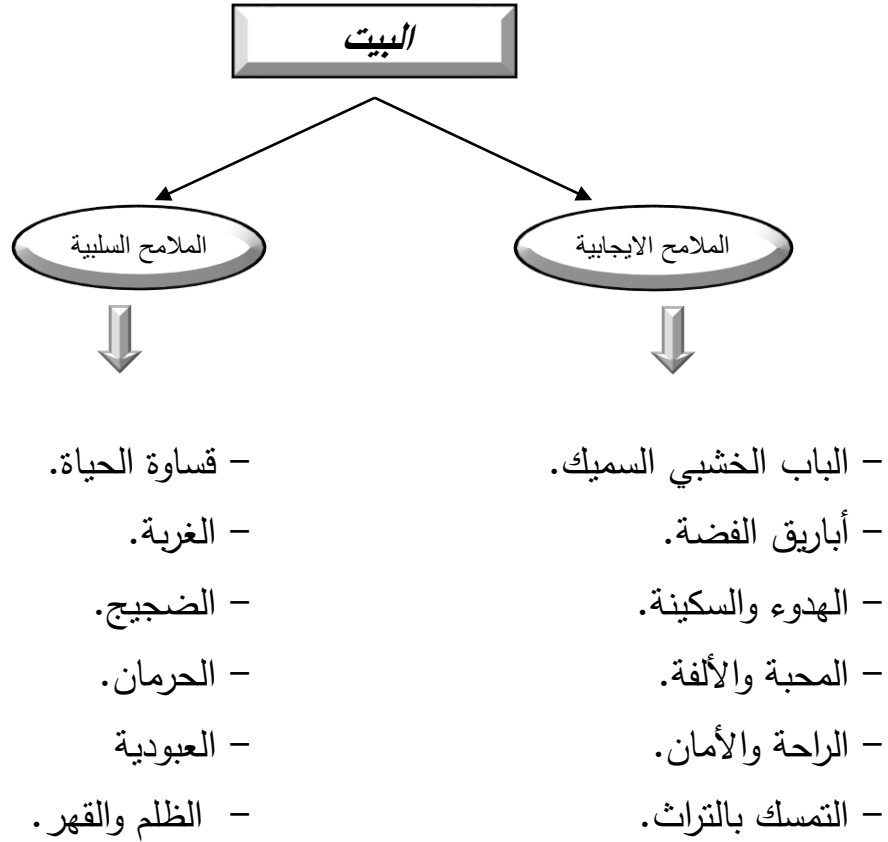 البيت
الملامح الايجابية
الملامح السلبية
- الباب الخشبي السميك.
- أباريق الفضة.
- الهدوء والسكينة.
- المحبة والألفة.
- الراحة والأمان.
- التمسك بالتراث.
- قساوة الحياة.
- الغربة.
- الضجيج.
- الحرمان.
- العبودية
- الظلم والقهر.